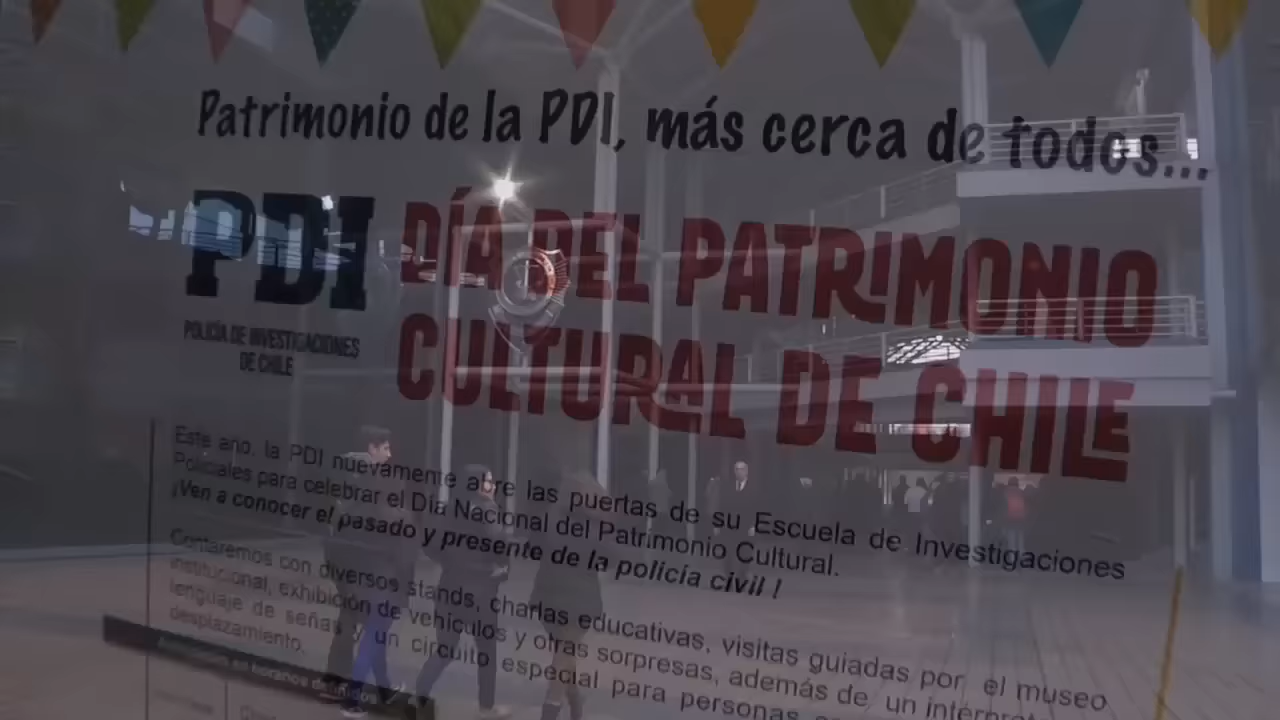 Patrimonio de la PDI, más cerca de todos...
PDI
POLICÍA DE INVESTIGACIONES
DE CHILE
DÍA DEL PATRIMONIO
CULTURAL DE CHILE
Este año, la PDI nuevamente abre las puertas de su Escuela de Investigaciones
Policiales para celebrar el Día Nacional del Patrimonio Cultural.
¡Ven a conocer el pasado y presente de la policía civil !
Contaremos con diversos stands, charlas educativas, visitas guiadas por el museo
institucional, exhibición de vehículos y otras sorpresas, además de un
lenguaje de señas y un circuito especial para personas
desplazamiento.